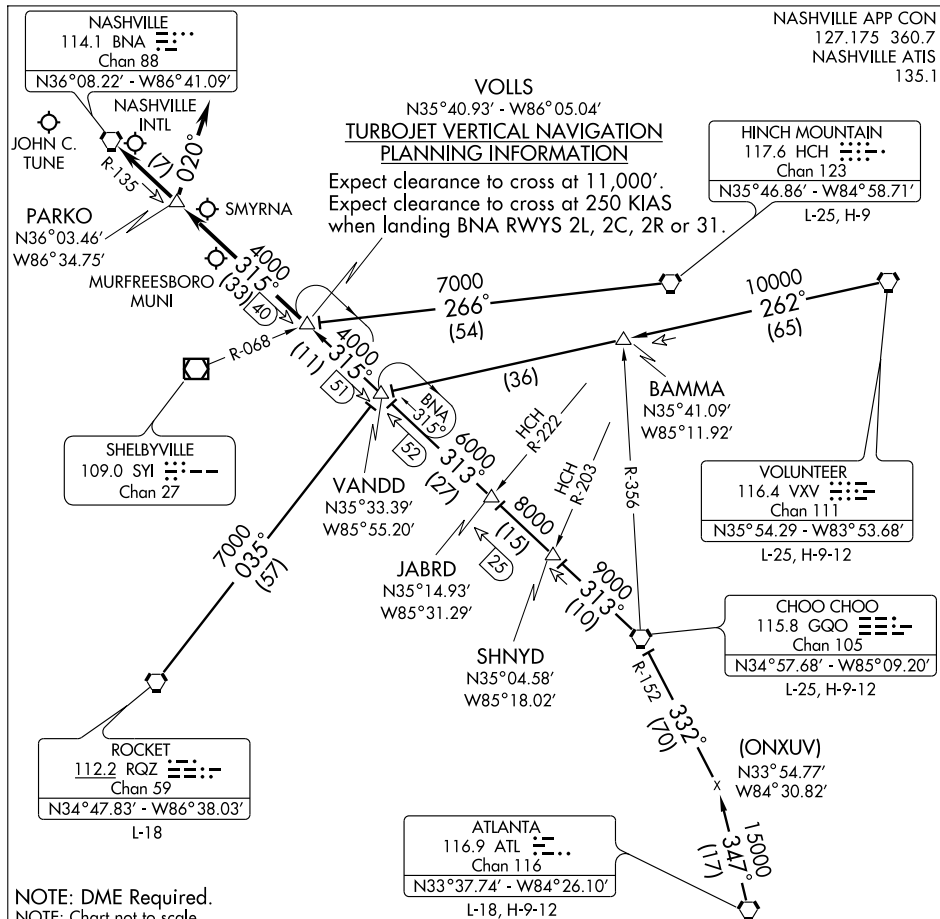 NASHVILLE
114.1 BNA
Chan 88
N36°08.22' - W86°41.09'
NASHVILLE APP CON
127.175 360.7
NASHVILLE ATIS
135.1
NASHVILLE
INTL
JOHN C.
TUNE
R-135
(7)
020°
VOLLS
N35°40.93' - W86°05.04'
TURBOJET VERTICAL NAVIGATION
PLANNING INFORMATION
Expect clearance to cross at 11,000'.
Expect clearance to cross at 250 KIAS
when landing BNA RWYS 2L, 2C, 2R or 31.
HINCH MOUNTAIN
117.6 HCH
Chan 123
N35°46.86' - W84°58.71'
L-25, H-9
PARKO
N36°03.46'
W86°34.75'
SMYRNA
MURFREESBORO
MUNI
4000
315°
(33)
40
7000
266°
(54)
10000
262°
(65)
R-068
4000
315°
(11)
51
(36)
BAMMA
N35°41.09'
W85°11.92'
SHELBYVILLE
109.0 SYI
Chan 27
BNA
315°
52
VANDD
N35°33.39'
W85°55.20'
6000
313°
(27)
HCH
R-222
HCH
R-203
R-356
VOLUNTEER
116.4 VXV
Chan 111
N35°54.29 - W83°53.68'
L-25, H-9-12
JABRD
N35°14.93'
W85°31.29'
8000
(15)
25
7000
035°
(57)
SHNYD
N35°04.58'
W85°18.02'
9000
313°
(10)
CHOO CHOO
115.8 GQO
Chan 105
N34°57.68' - W85°09.20'
L-25, H-9-12
R-152
332°
(70)
ROCKET
112.2 RQZ
Chan 59
N34°47.83' - W86°38.03'
L-18
(ONXUV)
N33°54.77'
W84°30.82'
X
15000
347°
(17)
ATLANTA
116.9 ATL
Chan 116
N33°37.74' - W84°26.10'
L-18, H-9-12
NOTE: DME Required.
NOTE: Chart not to scale.